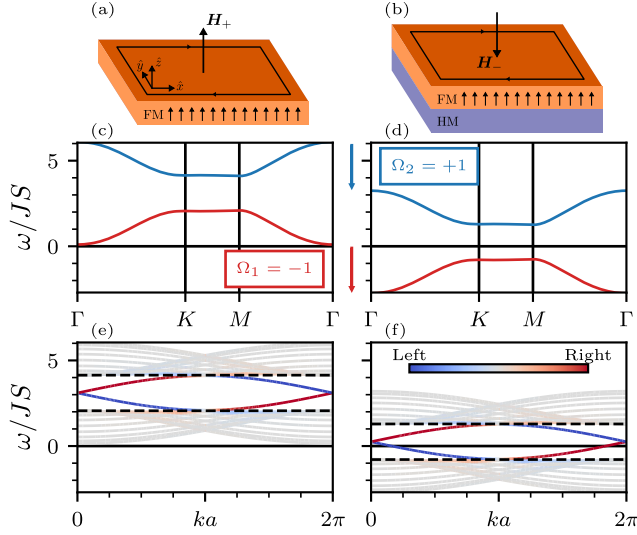 (a)
H₊
ŷ
ẑ
x̂
FM
(b)
H₋
FM
HM
(c)
ω/JS
5
0
Ω₁ = −1
Γ
K
M
Γ
(d)
Ω₂ = +1
Γ
K
M
Γ
(e)
ω/JS
5
0
0
ka
2π
(f)
Left
Right
0
ka
2π